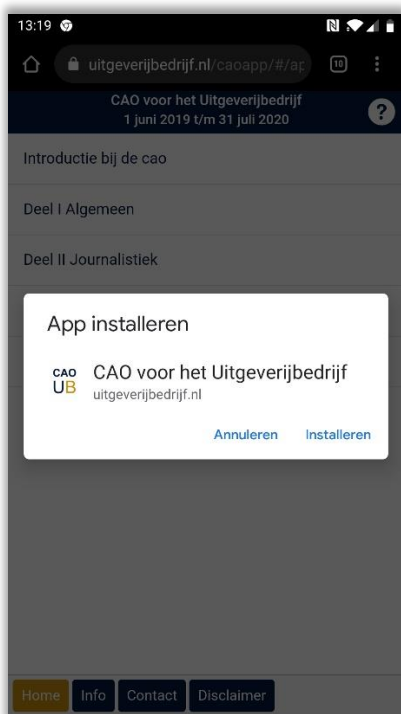 13:19
uitgeverijbedrijf.nl/caoapp/#/ap
10
CAO voor het Uitgeverijbedrijf
1 juni 2019 t/m 31 juli 2020
?
Introductie bij de cao
Deel I Algemeen
Deel II Journalistiek
App installeren
CAO
UB
CAO voor het Uitgeverijbedrijf
uitgeverijbedrijf.nl
Annuleren Installeren
Home Info Contact Disclaimer